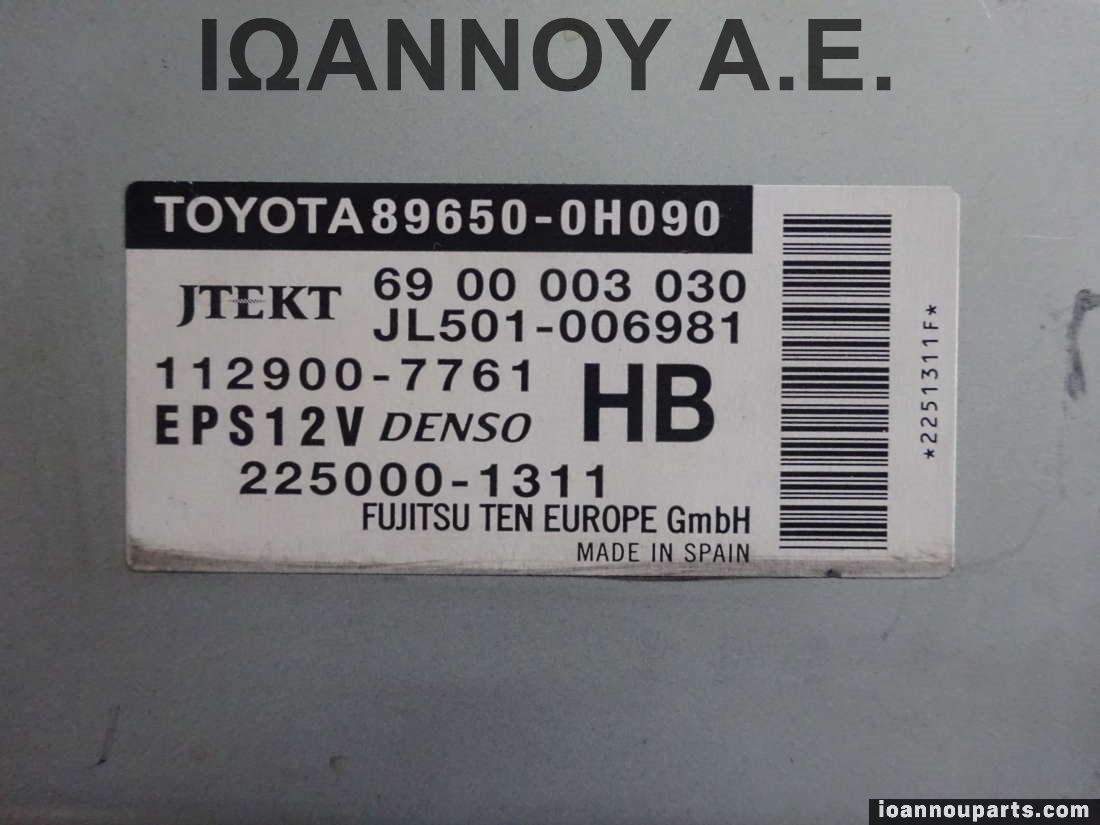 ΙΩΑΝΝΟΥ Α.Ε.
TOYOTA 89650-0H090
JTEKT 69 00 003 030
JL501-006981
112900-7761
HB
EPS12V DENSO
225000-1311
FUJITSU TEN EUROPE GmbH
MADE IN SPAIN
*2251311F*
ioannouparts.com